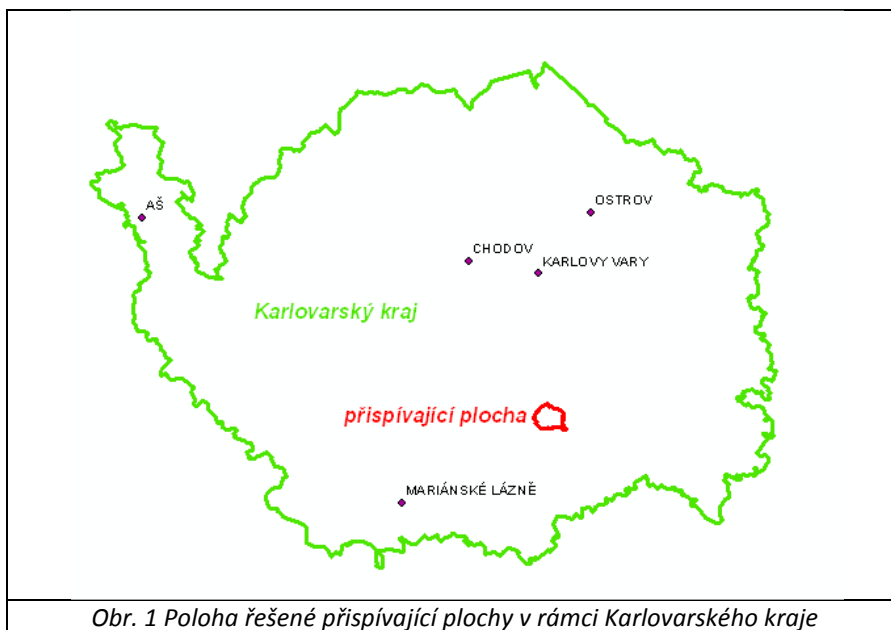 AŠ
OSTROV
CHODOV
KARLOVY VARY
Karlovarský kraj
přispívající plocha
MARIÁNSKÉ LÁZNĚ
Obr. 1 Poloha řešené přispívající plochy v rámci Karlovarského kraje